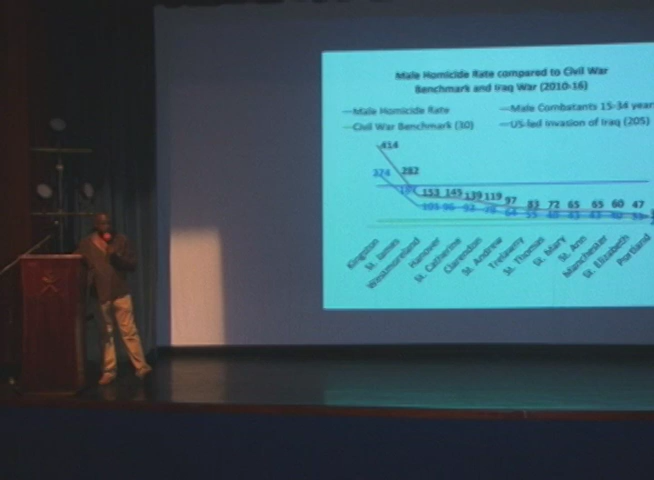 Male Homicide Rate compared to Civil War
Benchmark and Iraq War (2010-16)
Male Homicide Rate
Male Combatants 15-34 year
Civil War Benchmark (30)
US-led Invasion of Iraq (205)
414
282
153 145 139 119 97 83 72 65 65 60 47
274
Kingston
St. James
Westmoreland
Hanover
St. Catherine
Clarendon
St. Andrew
Trelawny
St. Thomas
St. Mary
St. Ann
Manchester
St. Elizabeth
Portland